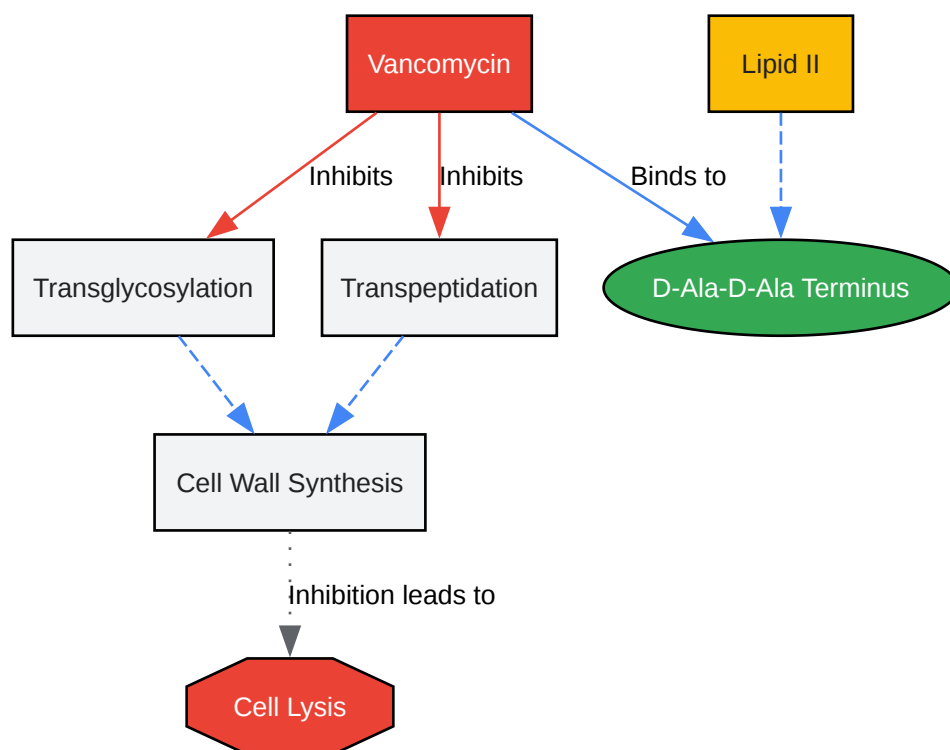 Vancomycin
Lipid II
Inhibits
Inhibits
Binds to
Transglycosylation
Transpeptidation
D-Ala-D-Ala Terminus
Cell Wall Synthesis
Inhibition leads to
Cell Lysis